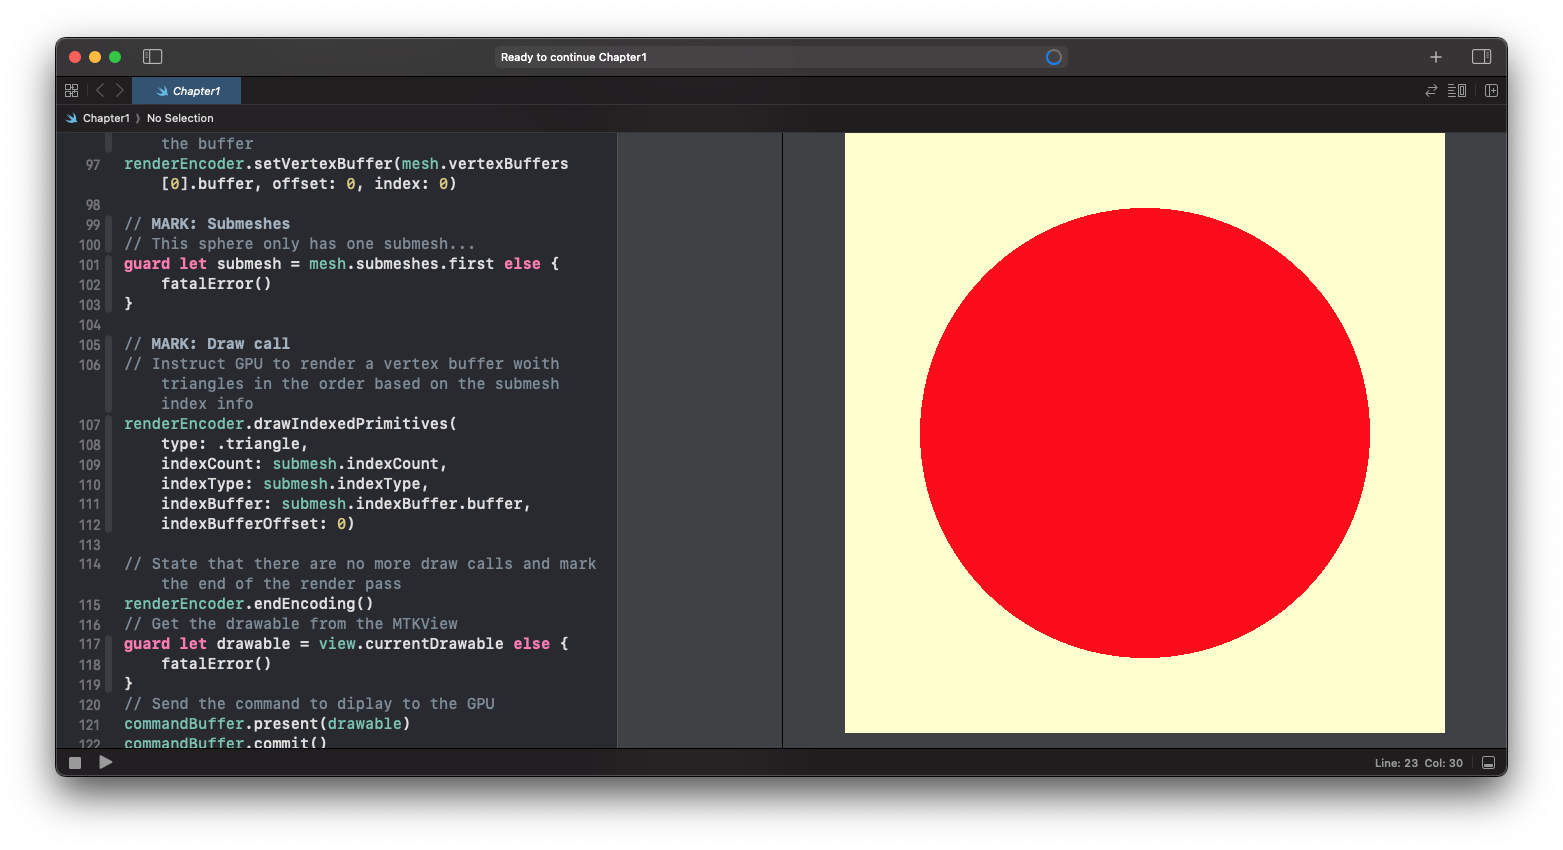 Ready to continue Chapter1
Chapter1
Chapter1 ⟩ No Selection
the buffer
97 renderEncoder.setVertexBuffer(mesh.vertexBuffers
[0].buffer, offset: 0, index: 0)
98
99 // MARK: Submeshes
100 // This sphere only has one submesh...
101 guard let submesh = mesh.submeshes.first else {
102 fatalError()
103 }
104
105 // MARK: Draw call
106 // Instruct GPU to render a vertex buffer woith
triangles in the order based on the submesh
index info
107 renderEncoder.drawIndexedPrimitives(
108 type: .triangle,
109 indexCount: submesh.indexCount,
110 indexType: submesh.indexType,
111 indexBuffer: submesh.indexBuffer.buffer,
112 indexBufferOffset: 0)
113
114 // State that there are no more draw calls and mark
the end of the render pass
115 renderEncoder.endEncoding()
116 // Get the drawable from the MTKView
117 guard let drawable = view.currentDrawable else {
118 fatalError()
119 }
120 // Send the command to diplay to the GPU
121 commandBuffer.present(drawable)
122 commandBuffer.commit()
Line: 23 Col: 30